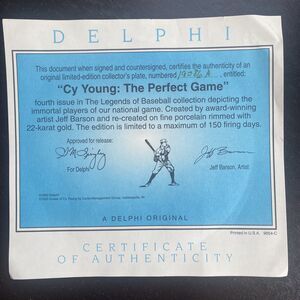 DELPHI
This document when signed and countersigned, certifies the authenticity of an
original limited-edition collector's plate, numbered entitled:
"Cy Young: The Perfect Game"
fourth issue in The Legends of Baseball collection depicting the
immortal players of our national game. Created by award-winning
artist Jeff Barson and re-created on fine porcelain rimmed with
22-karat gold. The edition is limited to a maximum of 150 firing days.
Approved for release:
For Delphi
Jeff Barson, Artist
A DELPHI ORIGINAL
Printed in U.S.A. 9854-C
CERTIFICATE
OF AUTHENTICITY